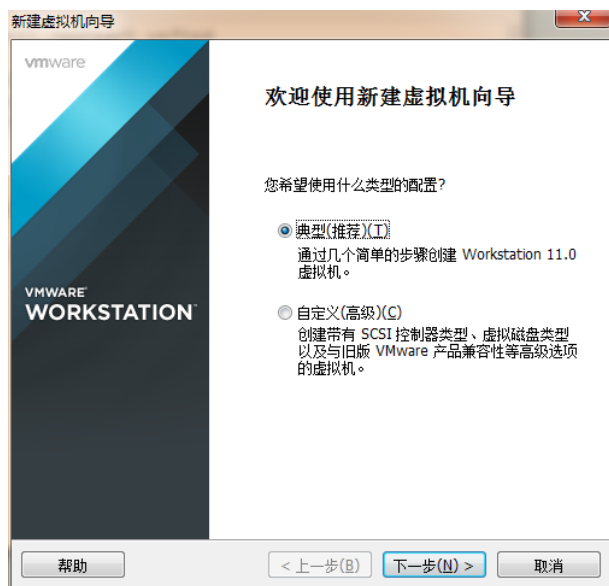 新建虚拟机向导
vmware
欢迎使用新建虚拟机向导
您希望使用什么类型的配置?
典型(推荐)(T)
通过几个简单的步骤创建 Workstation 11.0
虚拟机。
VMWARE
WORKSTATION
自定义(高级)(C)
创建带有 SCSI 控制器类型、虚拟磁盘类型
以及与旧版 VMware 产品兼容性等高级选项
的虚拟机。
帮助
< 上一步(B)
下一步(N) >
取消